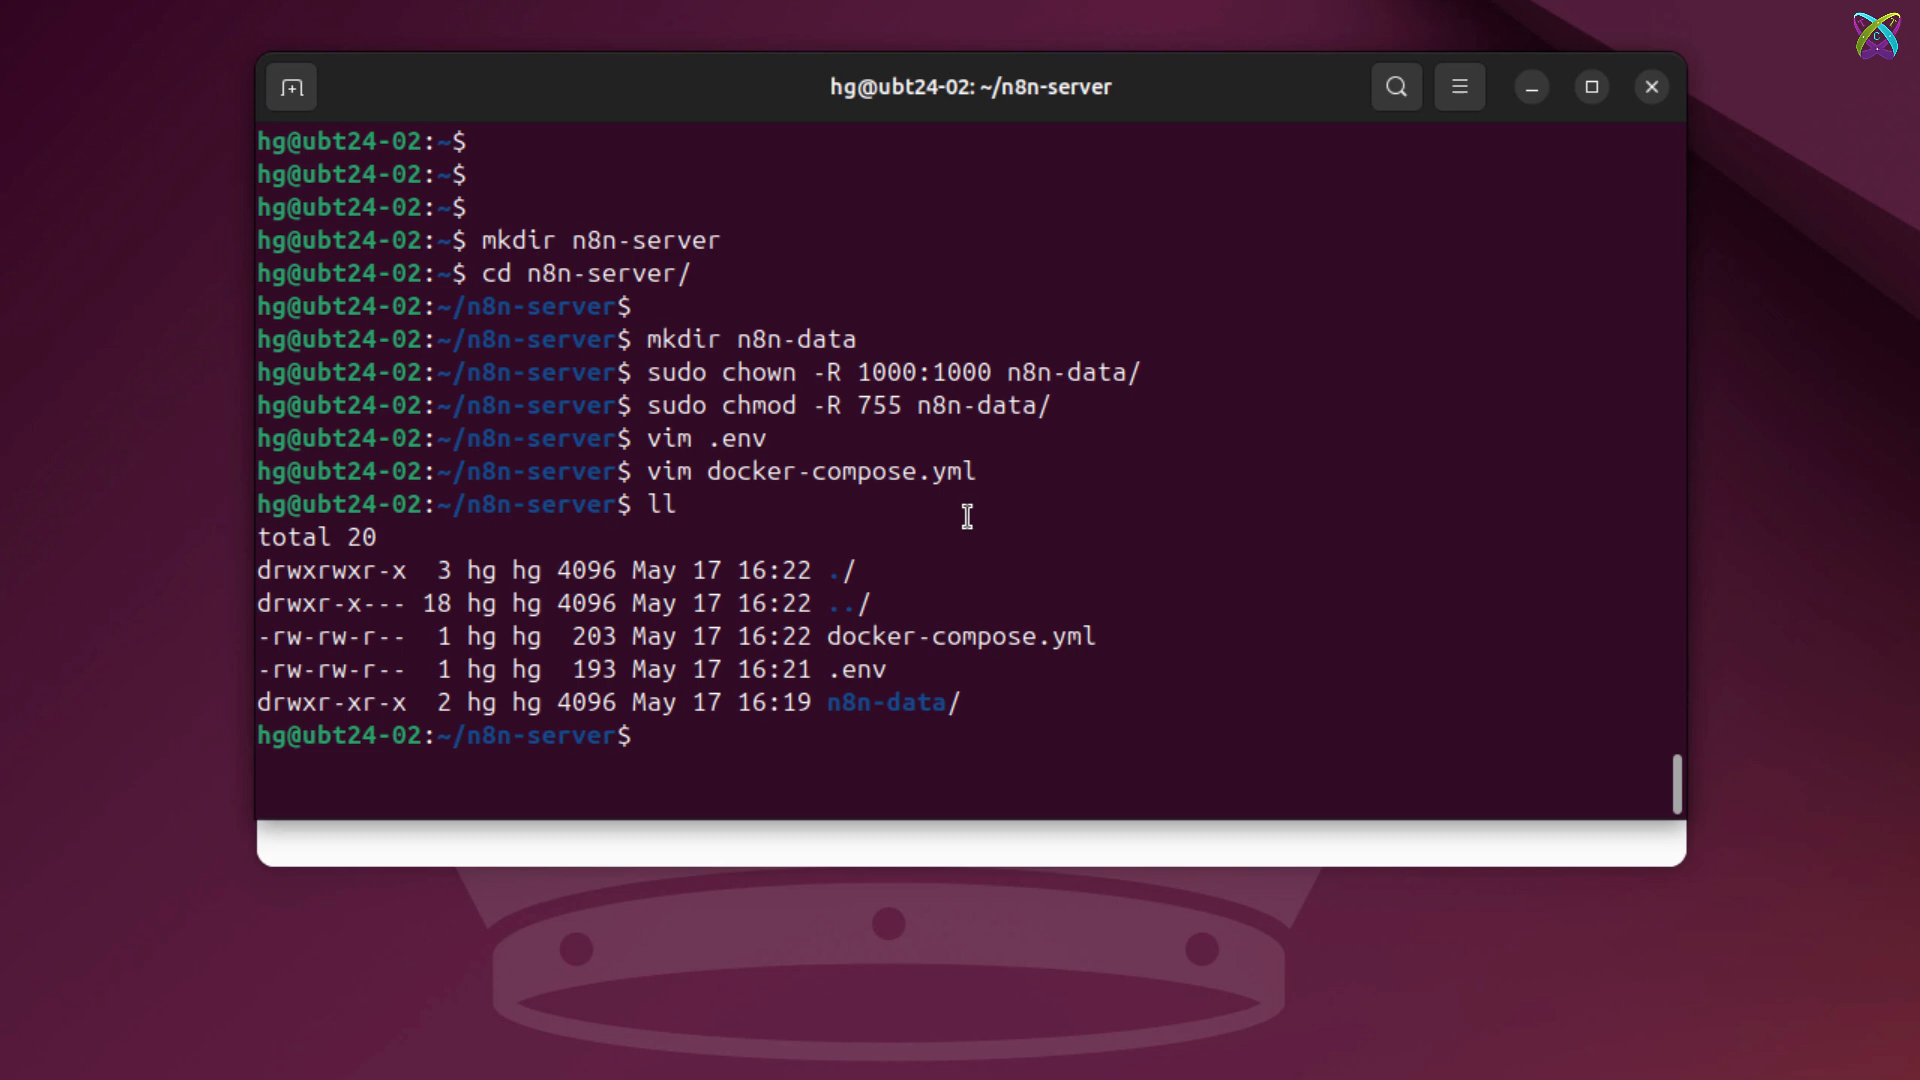 hg@ubt24-02: ~/n8n-server
hg@ubt24-02:~$
hg@ubt24-02:~$
hg@ubt24-02:~$
hg@ubt24-02:~$ mkdir n8n-server
hg@ubt24-02:~$ cd n8n-server/
hg@ubt24-02:~/n8n-server$
hg@ubt24-02:~/n8n-server$ mkdir n8n-data
hg@ubt24-02:~/n8n-server$ sudo chown -R 1000:1000 n8n-data/
hg@ubt24-02:~/n8n-server$ sudo chmod -R 755 n8n-data/
hg@ubt24-02:~/n8n-server$ vim .env
hg@ubt24-02:~/n8n-server$ vim docker-compose.yml
hg@ubt24-02:~/n8n-server$ ll
total 20
drwxrwxr-x  3 hg hg 4096 May 17 16:22 ./
drwxr-x--- 18 hg hg 4096 May 17 16:22 ../
-rw-rw-r--  1 hg hg  203 May 17 16:22 docker-compose.yml
-rw-rw-r--  1 hg hg  193 May 17 16:21 .env
drwxr-xr-x  2 hg hg 4096 May 17 16:19 n8n-data/
hg@ubt24-02:~/n8n-server$